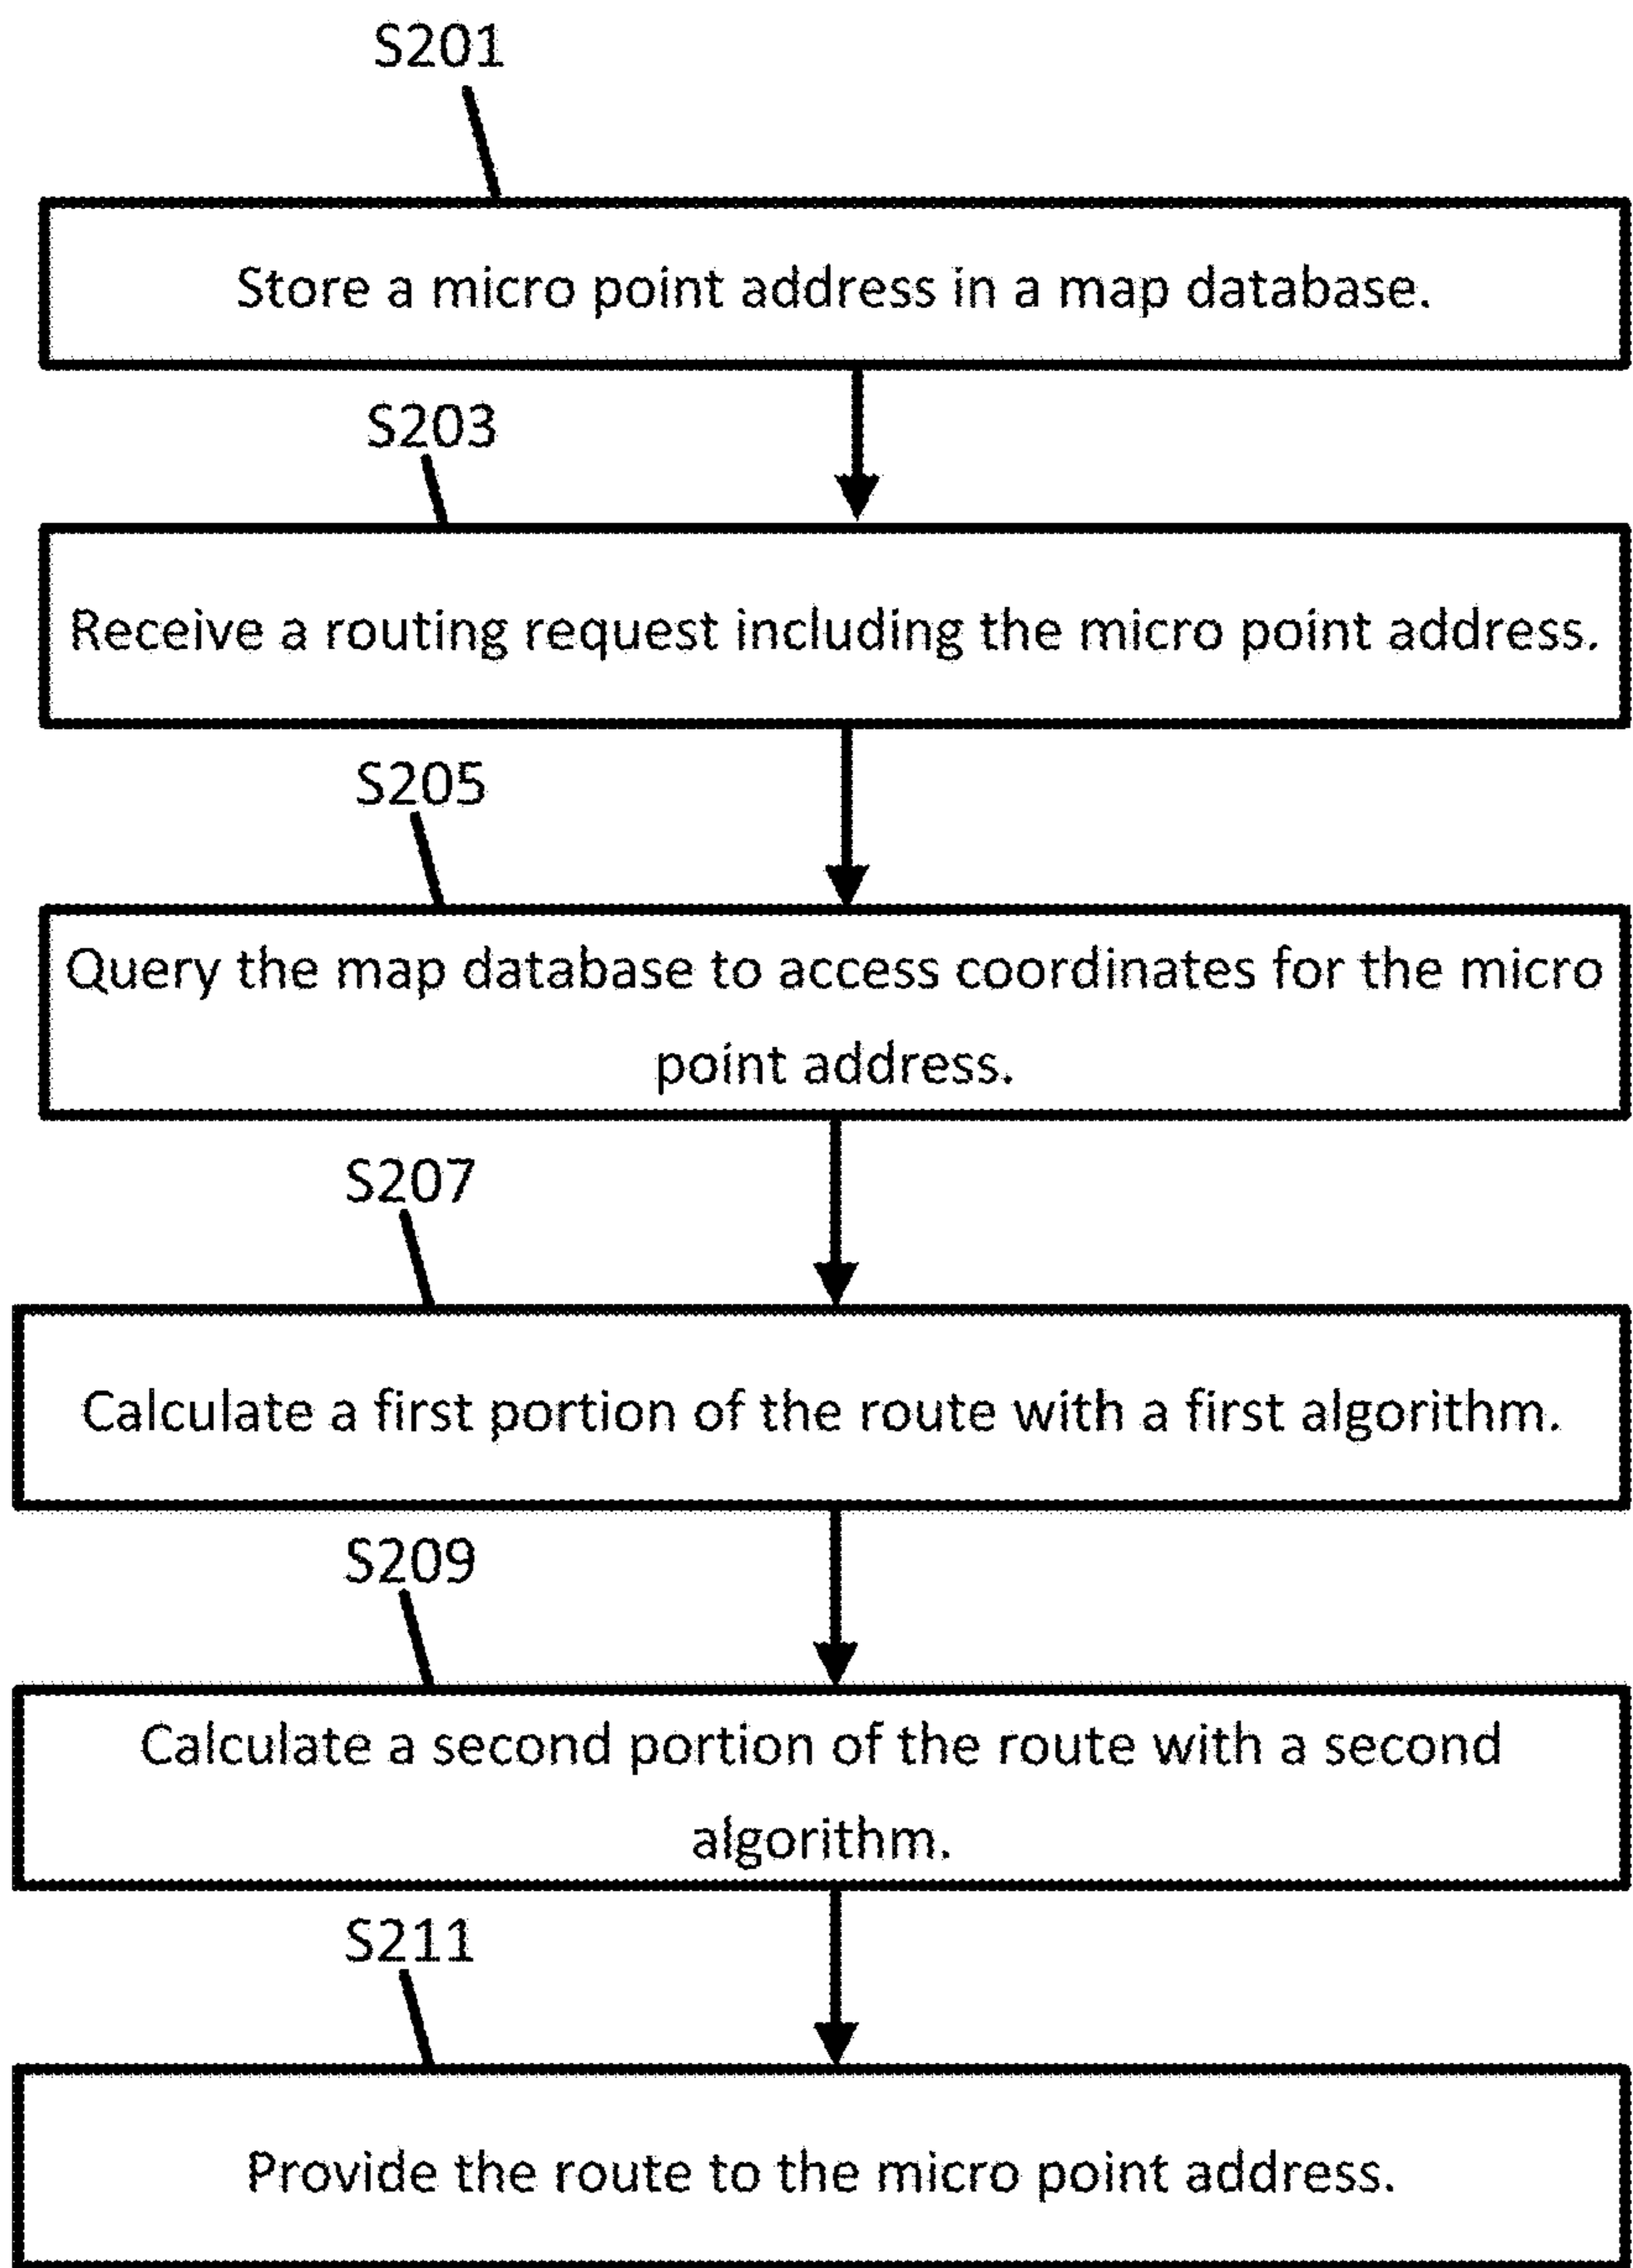 S201
Store a micro point address in a map database.
S203
Receive a routing request including the micro point address.
S205
Query the map database to access coordinates for the micro
point address.
S207
Calculate a first portion of the route with a first algorithm.
S209
Calculate a second portion of the route with a second
algorithm.
S211
Provide the route to the micro point address.